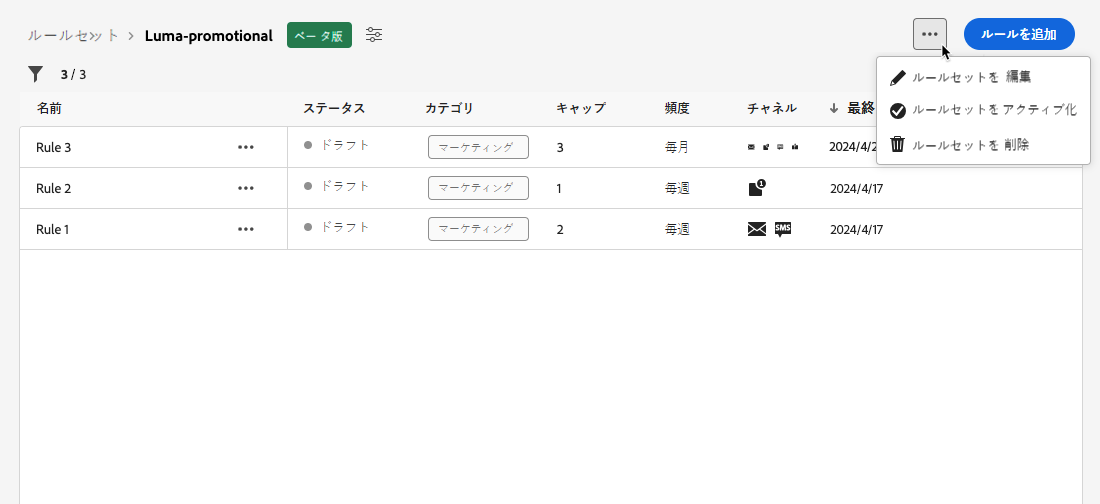 ルールセット > Luma-promotional ベータ版 ••• ルールを追加
3 / 3
ルールセットを 編集
ルールセットを アクティブ化
ルールセットを 削除
名前 ステータス カテゴリ キャップ 頻度 チャネル ↓ 最終
Rule 3 ••• ドラフト マーケティング 3 毎月 2024/4/2
Rule 2 ••• ドラフト マーケティング 1 毎週 1 2024/4/17
Rule 1 ••• ドラフト マーケティング 2 毎週 SMS 2024/4/17